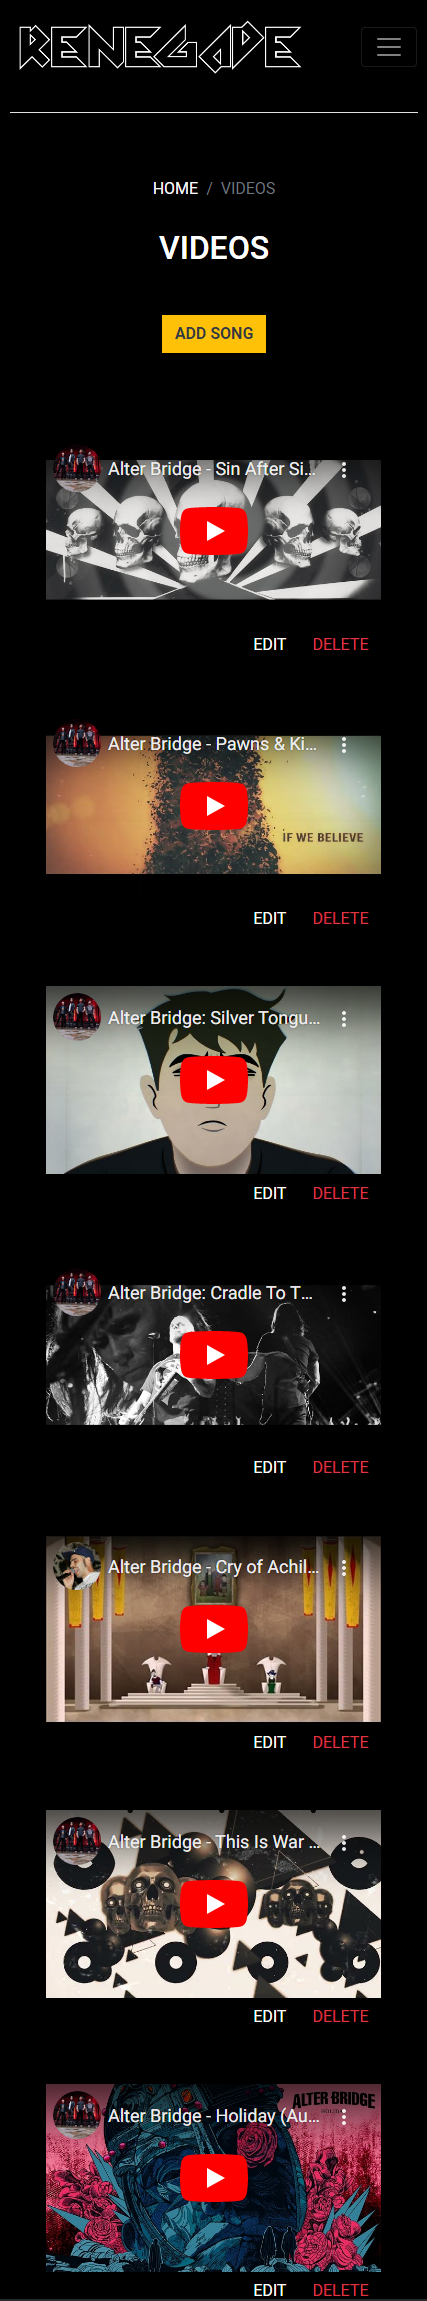 RENEGADE
HOME / VIDEOS
VIDEOS
ADD SONG
Alter Bridge - Sin After Si...
EDIT DELETE
Alter Bridge - Pawns & Ki...
IF WE BELIEVE
EDIT DELETE
Alter Bridge: Silver Tongu...
EDIT DELETE
Alter Bridge: Cradle To T...
EDIT DELETE
Alter Bridge - Cry of Achil...
EDIT DELETE
Alter Bridge - This Is War ...
EDIT DELETE
ALTER BRIDGE
Alter Bridge - Holiday (Au...
EDIT DELETE